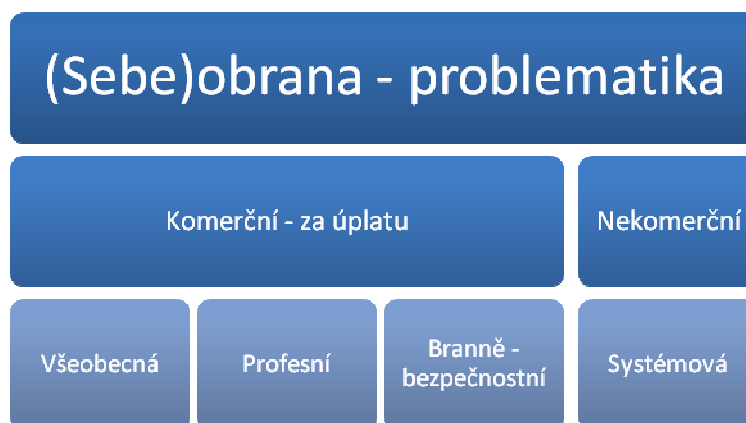 (Sebe)obrana - problematika
Komerční - za úplatu
Nekomerční
Všeobecná
Profesní
Branně -
bezpečnostní
Systémová